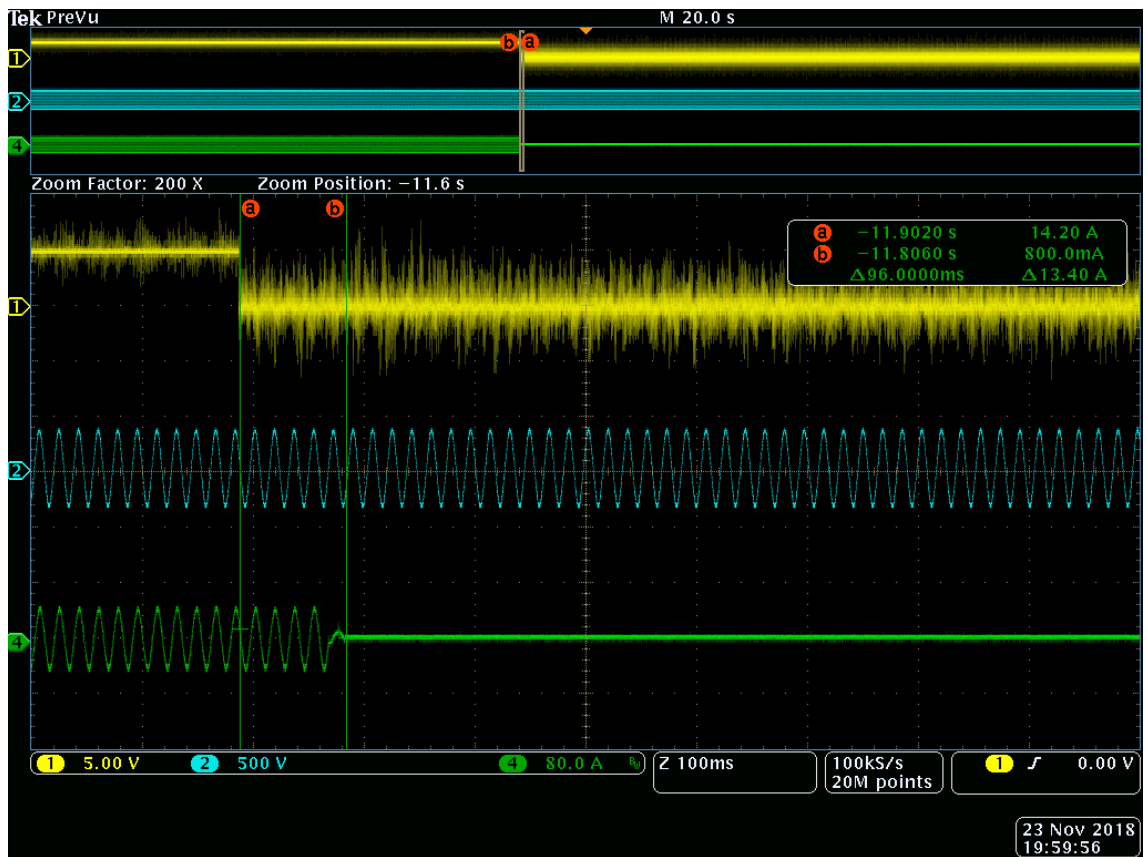 Tek PreVu M 20.0 s
b a
1
2
4
Zoom Factor: 200 X Zoom Position: −11.6 s
a b
a −11.9020 s 14.20 A
b −11.8060 s 800.0mA
Δ96.0000ms Δ13.40 A
1
2
4
1 5.00 V 2 500 V 4 80.0 A BW Z 100ms 100kS/s 1 0.00 V
20M points
23 Nov 2018
19:59:56